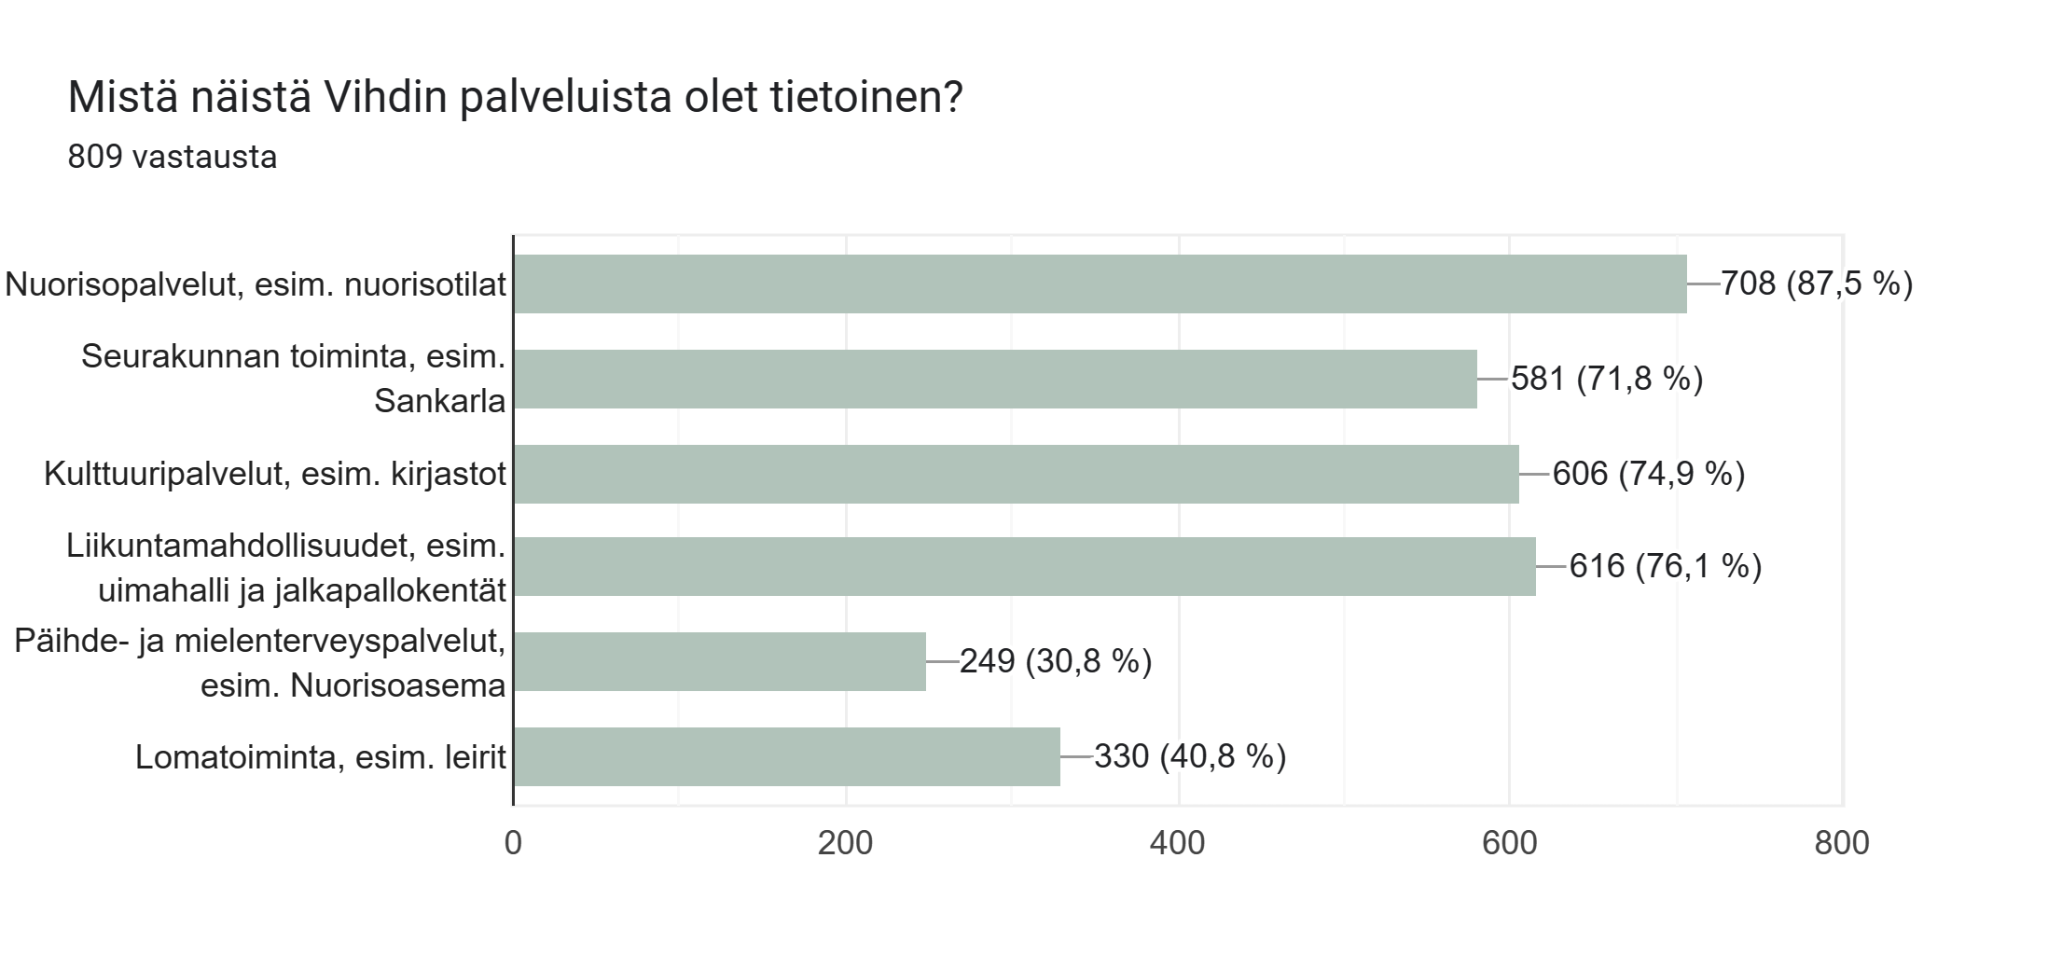 Mistä näistä Vihdin palveluista olet tietoinen?
809 vastausta
Nuorisopalvelut, esim. nuorisotilat
708 (87,5 %)
Seurakunnan toiminta, esim.
Sankarla
581 (71,8 %)
Kulttuuripalvelut, esim. kirjastot
606 (74,9 %)
Liikuntamahdollisuudet, esim.
uimahalli ja jalkapallokentät
616 (76,1 %)
Päihde- ja mielenterveyspalvelut,
esim. Nuorisoasema
249 (30,8 %)
Lomatoiminta, esim. leirit
330 (40,8 %)
0 200 400 600 800